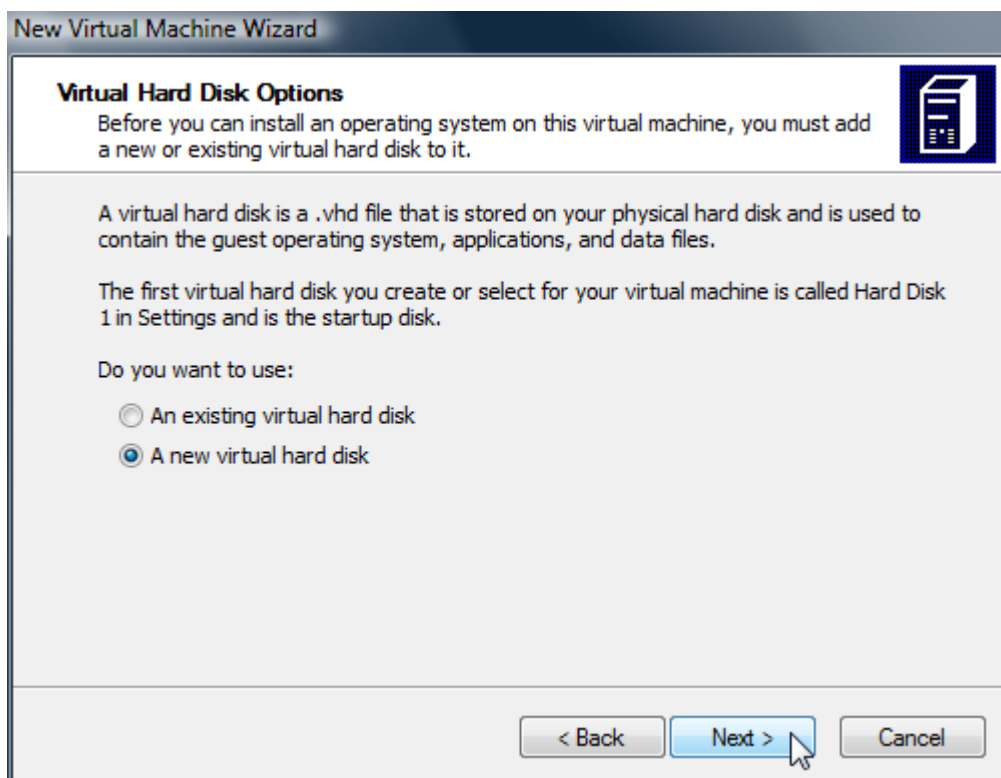 New Virtual Machine Wizard
Virtual Hard Disk Options
Before you can install an operating system on this virtual machine, you must add
a new or existing virtual hard disk to it.
A virtual hard disk is a .vhd file that is stored on your physical hard disk and is used to
contain the guest operating system, applications, and data files.
The first virtual hard disk you create or select for your virtual machine is called Hard Disk
1 in Settings and is the startup disk.
Do you want to use:
An existing virtual hard disk
A new virtual hard disk
< Back
Next >
Cancel